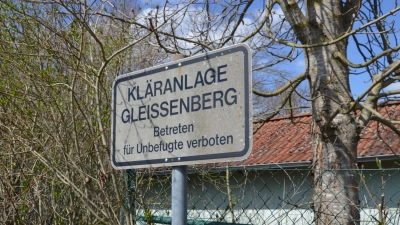 KLÄRANLAGE
GLEISSENBERG
Betreten
für Unbefugte verboten